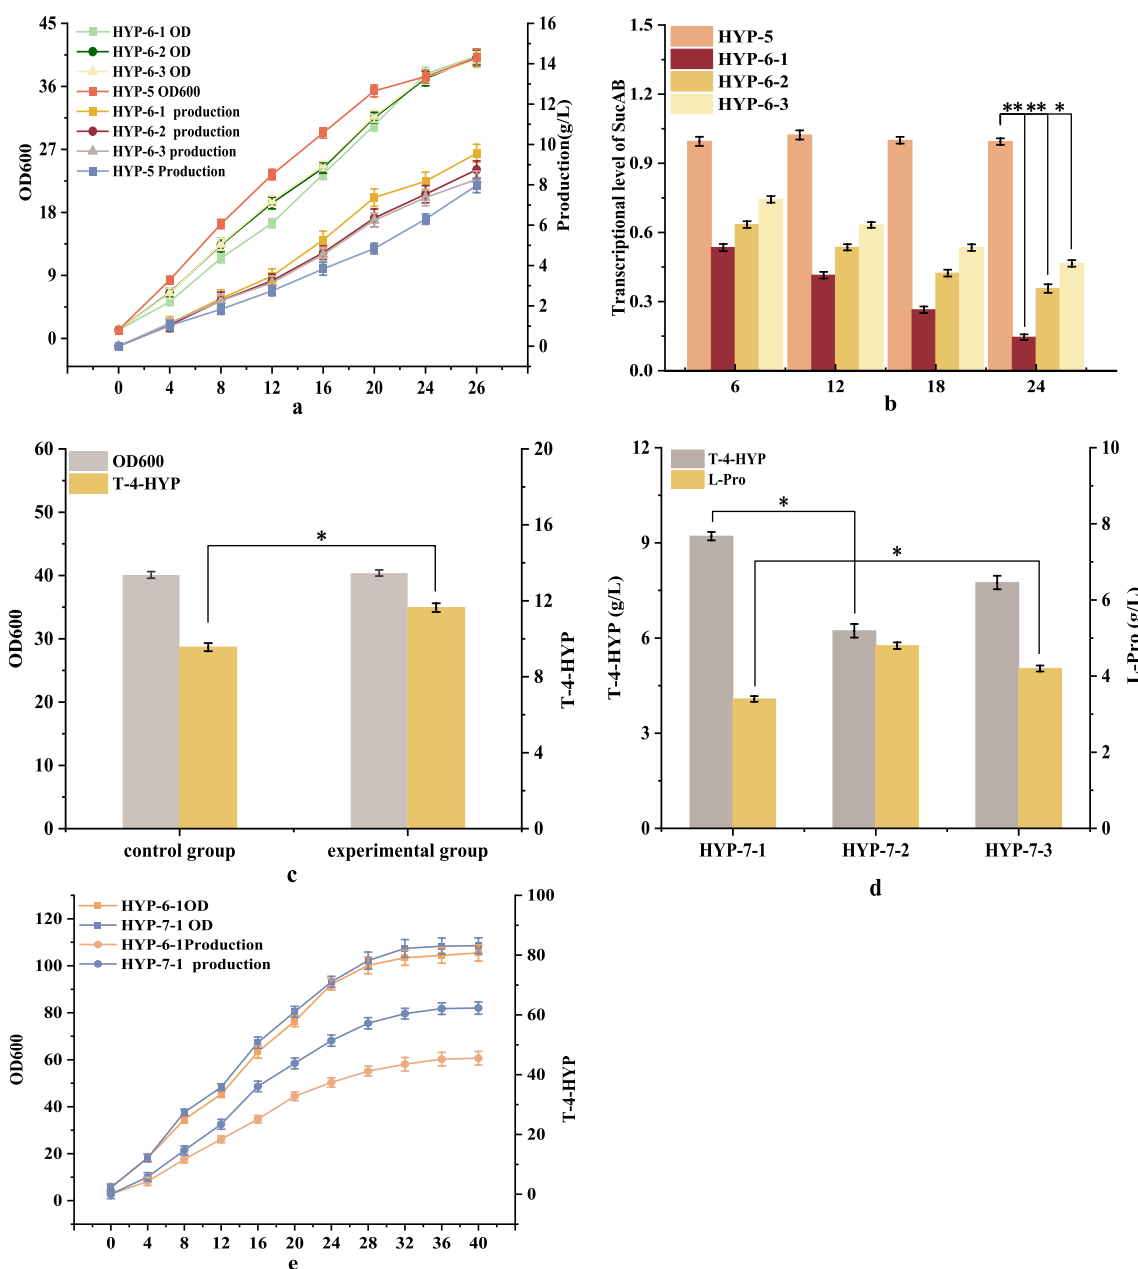 HYP-6-1 OD
HYP-6-2 OD
HYP-6-3 OD
HYP-5 OD600
HYP-6-1 production
HYP-6-2 production
HYP-6-3 production
HYP-5 Production
OD600
45
36
27
18
9
0
Production(g/L)
16
14
12
10
8
6
4
2
0
0 4 8 12 16 20 24 26
a
HYP-5
HYP-6-1
HYP-6-2
HYP-6-3
** ** *
Transcriptional level of SucAB
1.5
1.2
0.9
0.6
0.3
0.0
6 12 18 24
b
OD600
T-4-HYP
*
OD600
60
50
40
30
20
10
0
T-4-HYP
20
16
12
8
4
0
control group experimental group
c
T-4-HYP
L-Pro
*
*
T-4-HYP (g/L)
12
9
6
3
0
L-Pro (g/L)
10
8
6
4
2
0
HYP-7-1 HYP-7-2 HYP-7-3
d
HYP-6-1OD
HYP-7-1 OD
HYP-6-1Production
HYP-7-1 production
OD600
120
100
80
60
40
20
0
T-4-HYP
100
80
60
40
20
0
0 4 8 12 16 20 24 28 32 36 40
e